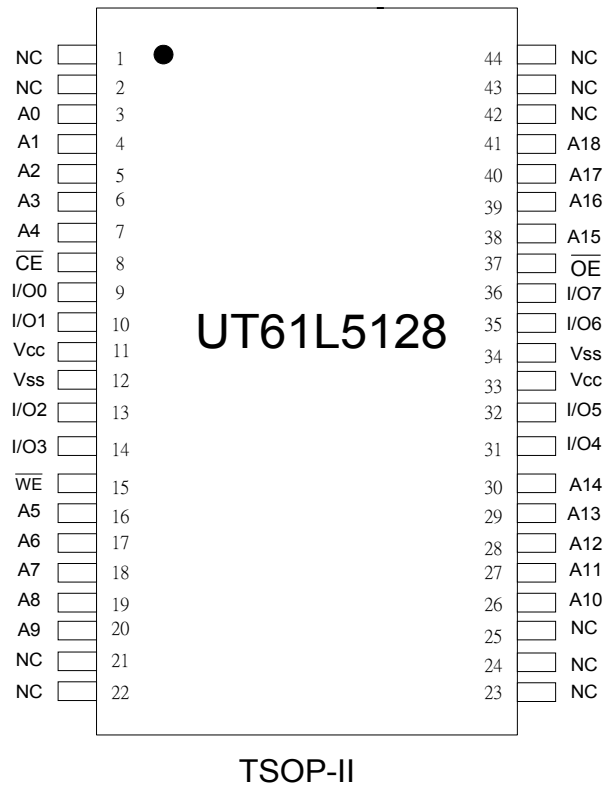 NC 1 44 NC
NC 2 43 NC
A0 3 42 NC
A1 4 41 A18
A2 5 40 A17
A3 6 39 A16
A4 7 38 A15
C̅E̅ 8 37 O̅E̅
I/O0 9 36 I/O7
I/O1 10 35 I/O6
UT61L5128
Vcc 11 34 Vss
Vss 12 33 Vcc
I/O2 13 32 I/O5
I/O3 14 31 I/O4
W̅E̅ 15 30 A14
A5 16 29 A13
A6 17 28 A12
A7 18 27 A11
A8 19 26 A10
A9 20 25 NC
NC 21 24 NC
NC 22 23 NC
TSOP-II